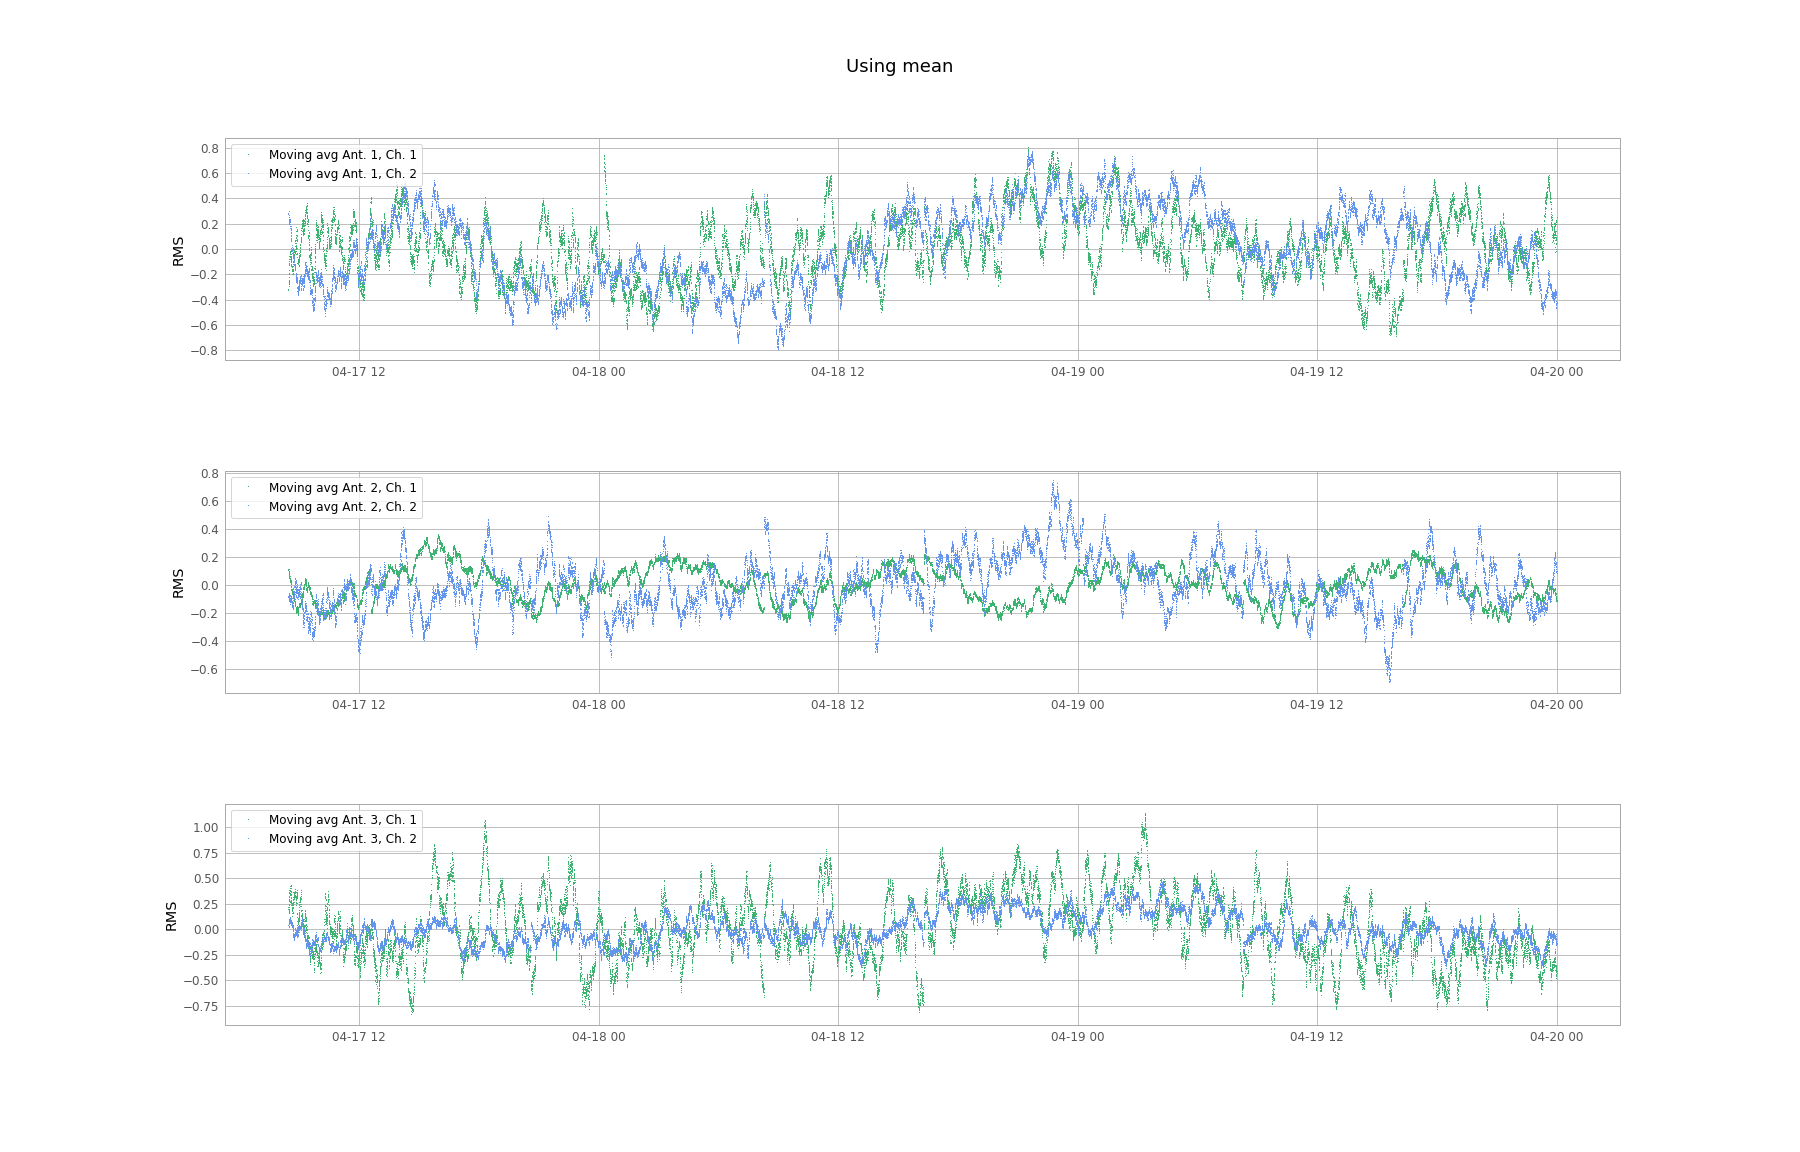 Using mean
Moving avg Ant. 1, Ch. 1
Moving avg Ant. 1, Ch. 2
RMS
0.8
0.6
0.4
0.2
0.0
−0.2
−0.4
−0.6
−0.8
04-17 12 04-18 00 04-18 12 04-19 00 04-19 12 04-20 00
Moving avg Ant. 2, Ch. 1
Moving avg Ant. 2, Ch. 2
RMS
0.8
0.6
0.4
0.2
0.0
−0.2
−0.4
−0.6
04-17 12 04-18 00 04-18 12 04-19 00 04-19 12 04-20 00
Moving avg Ant. 3, Ch. 1
Moving avg Ant. 3, Ch. 2
RMS
1.00
0.75
0.50
0.25
0.00
−0.25
−0.50
−0.75
04-17 12 04-18 00 04-18 12 04-19 00 04-19 12 04-20 00